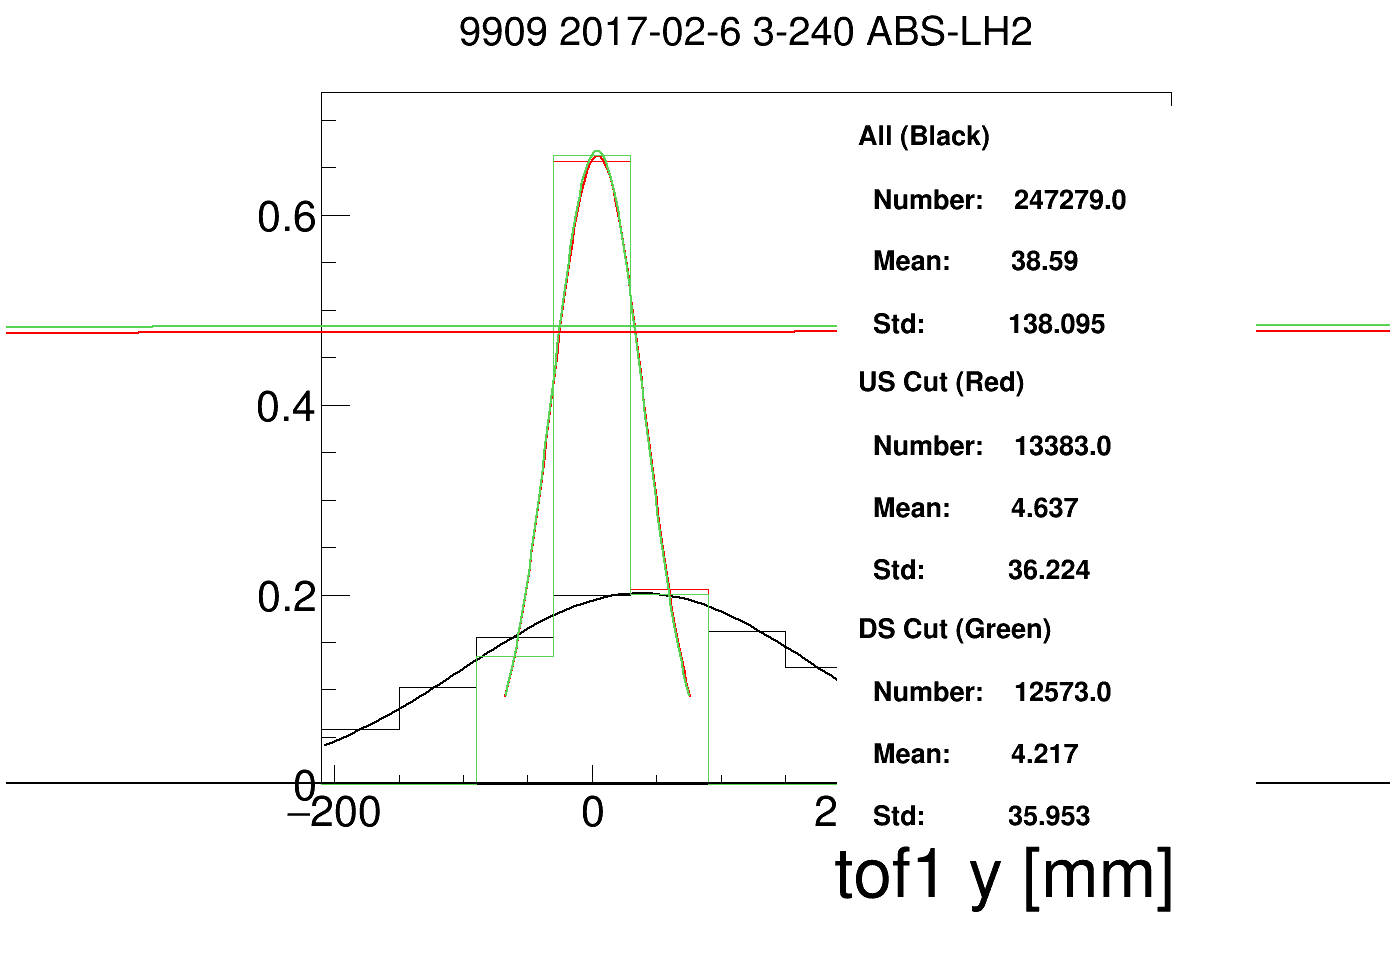 9909 2017-02-6 3-240 ABS-LH2
All (Black)
Number: 247279.0
Mean: 38.59
Std: 138.095
US Cut (Red)
Number: 13383.0
Mean: 4.637
Std: 36.224
DS Cut (Green)
Number: 12573.0
Mean: 4.217
Std: 35.953
0.6
0.4
0.2
0
−200 0 2
tof1 y [mm]